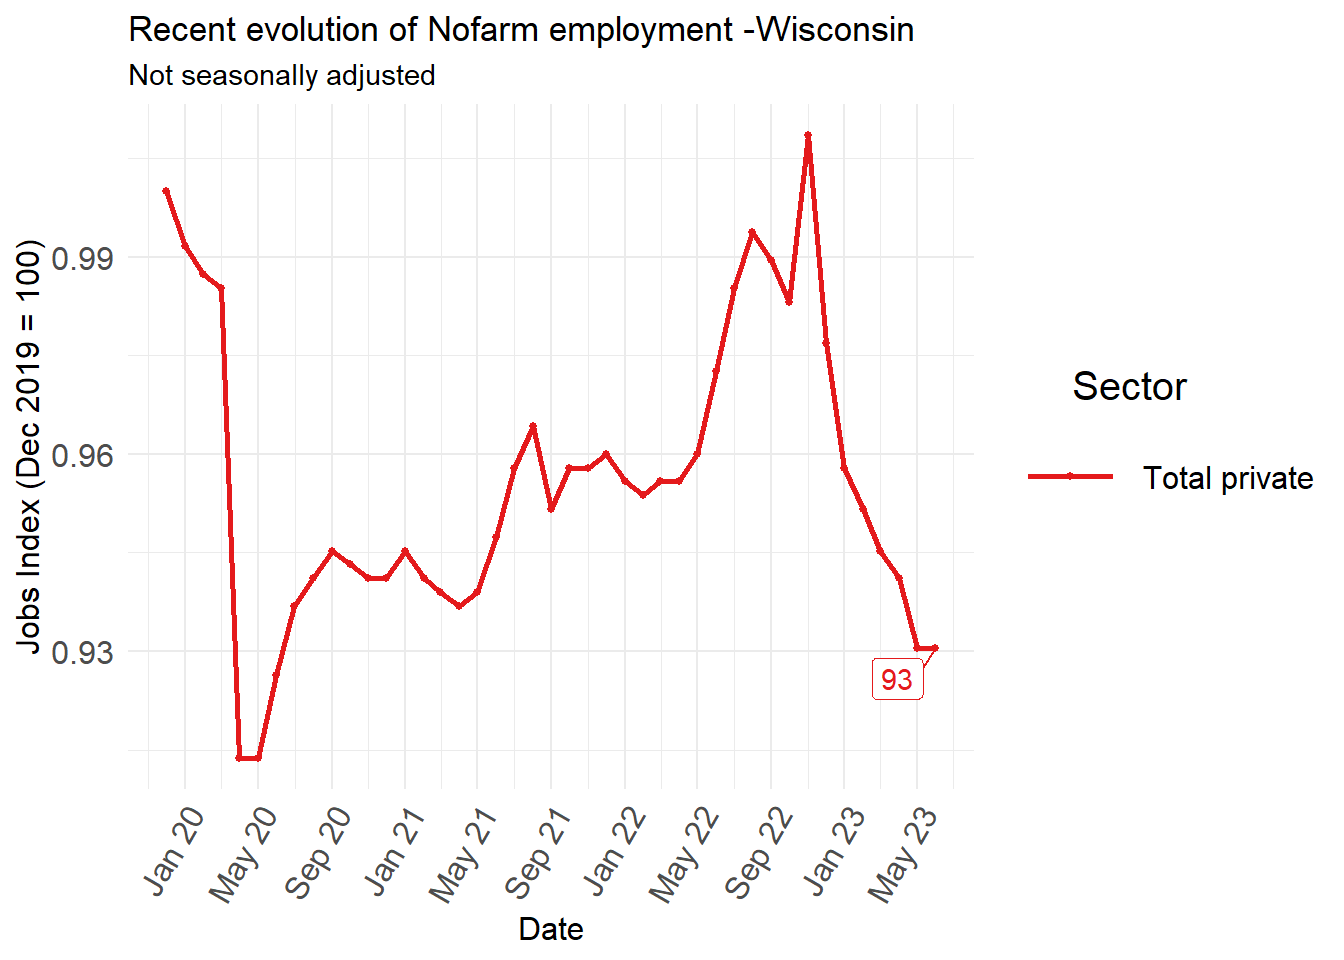 Recent evolution of Nofarm employment -Wisconsin
Not seasonally adjusted
Jobs Index (Dec 2019 = 100)
0.99
0.96
0.93
93
Jan 20
May 20
Sep 20
Jan 21
May 21
Sep 21
Jan 22
May 22
Sep 22
Jan 23
May 23
Date
Sector
Total private